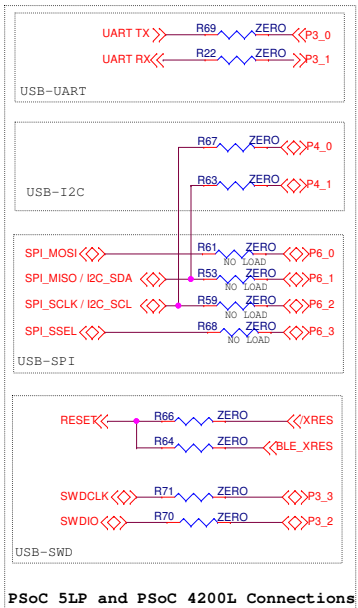 UART TX R69 ZERO P3_0
UART RX R22 ZERO P3_1
USB-UART
R67 ZERO P4_0
R63 ZERO P4_1
USB-I2C
SPI_MOSI R61 ZERO P6_0
NO LOAD
SPI_MISO / I2C_SDA R53 ZERO P6_1
NO LOAD
SPI_SCLK / I2C_SCL R59 ZERO P6_2
NO LOAD
SPI_SSEL R68 ZERO P6_3
NO LOAD
USB-SPI
RESET R66 ZERO /XRES
R64 ZERO BLE_XRES
SWDCLK R71 ZERO P3_3
SWDIO R70 ZERO P3_2
USB-SWD
PSoC 5LP and PSoC 4200L Connections